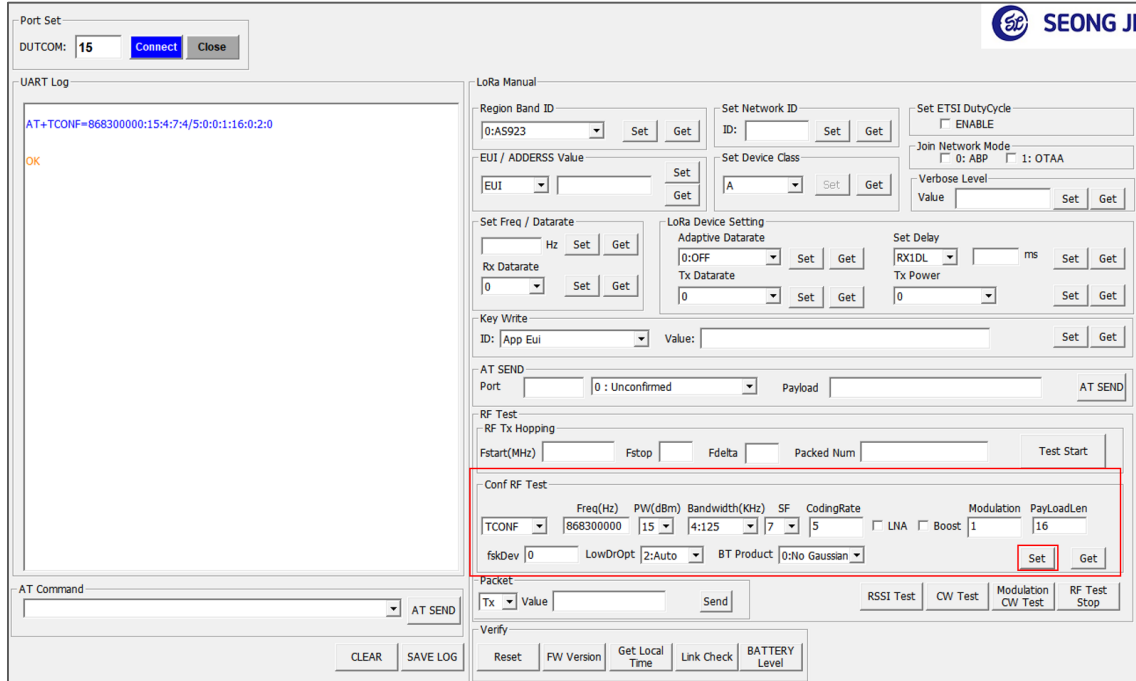 Port Set
DUTCOM: 15 Connect Close
SEONG JI
UART Log
AT+TCONF=868300000:15:4:7:4/5:0:0:1:16:0:2:0
OK
AT Command
AT SEND
CLEAR SAVE LOG
LoRa Manual
Region Band ID
0:AS923 Set Get
Set Network ID
ID: Set Get
Set ETSI DutyCycle
ENABLE
Join Network Mode
0: ABP 1: OTAA
EUI / ADDERSS Value
EUI Set
Get
Set Device Class
A Set Get
Verbose Level
Value Set Get
Set Freq / Datarate
Hz Set Get
Rx Datarate
0 Set Get
LoRa Device Setting
Adaptive Datarate
0:OFF Set Get
Set Delay
RX1DL ms Set Get
Tx Datarate
0 Set Get
Tx Power
0 Set Get
Key Write
ID: App Eui Value: Set Get
AT SEND
Port 0 : Unconfirmed Payload AT SEND
RF Test
RF Tx Hopping
Fstart(MHz) Fstop Fdelta Packed Num Test Start
Conf RF Test
Freq(Hz) PW(dBm) Bandwidth(KHz) SF CodingRate Modulation PayLoadLen
TCONF 868300000 15 4:125 7 5 LNA Boost 1 16
fskDev 0 LowDrOpt 2:Auto BT Product 0:No Gaussian Set Get
Packet
Tx Value Send
RSSI Test CW Test Modulation CW Test RF Test Stop
Verify
Reset FW Version Get Local Time Link Check BATTERY Level